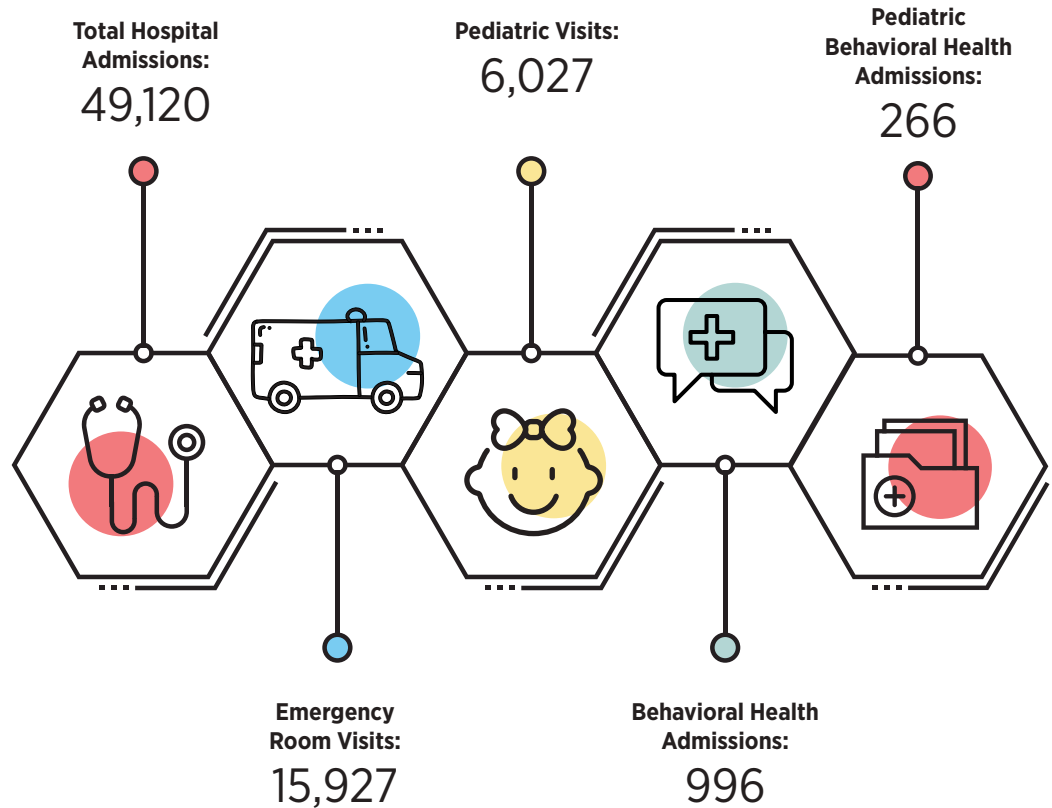 Total Hospital
Admissions:
49,120
Pediatric Visits:
6,027
Pediatric
Behavioral Health
Admissions:
266
Emergency
Room Visits:
15,927
Behavioral Health
Admissions:
996